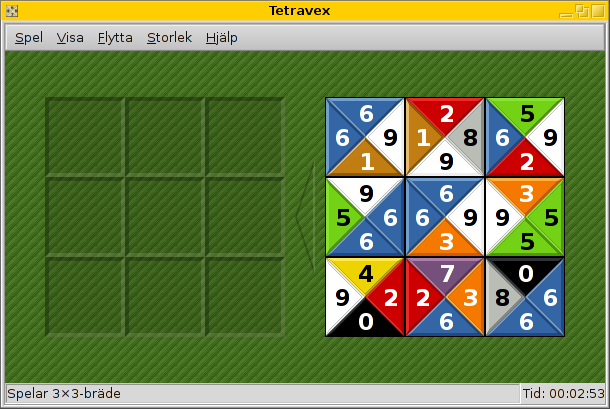 Tetravex
Spel Visa Flytta Storlek Hjälp
6 2 5
6 9 1 8 6 9
1 9 2
9 6 3
5 6 6 9 9 5
6 3 5
4 7 0
9 2 2 3 8 6
0 6 6
Spelar 3×3-bräde Tid: 00:02:53